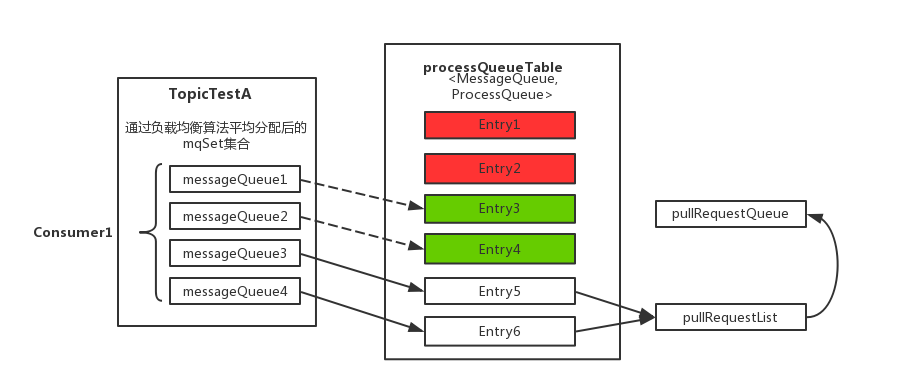 processQueueTable
<MessageQueue,
ProcessQueue>
TopicTestA
通过负载均衡算法平均分配后的
mqSet集合
Consumer1
messageQueue1
messageQueue2
messageQueue3
messageQueue4
Entry1
Entry2
Entry3
Entry4
Entry5
Entry6
pullRequestQueue
pullRequestList